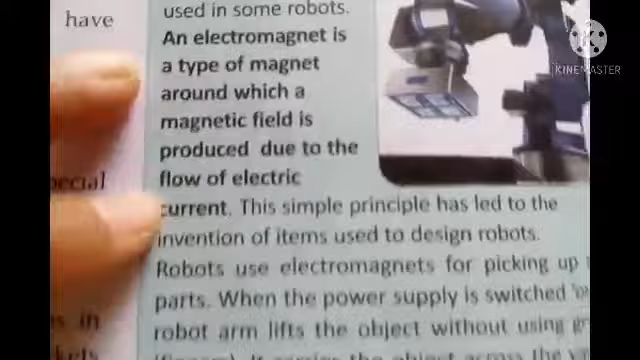 have
used in some robots.
An electromagnet is
a type of magnet
around which a
magnetic field is
produced due to the
flow of electric
current. This simple principle has led to the
invention of items used to design robots.
Robots use electromagnets for picking up
parts. When the power supply is switched
robot arm lifts the object without using
in
KINEMASTER